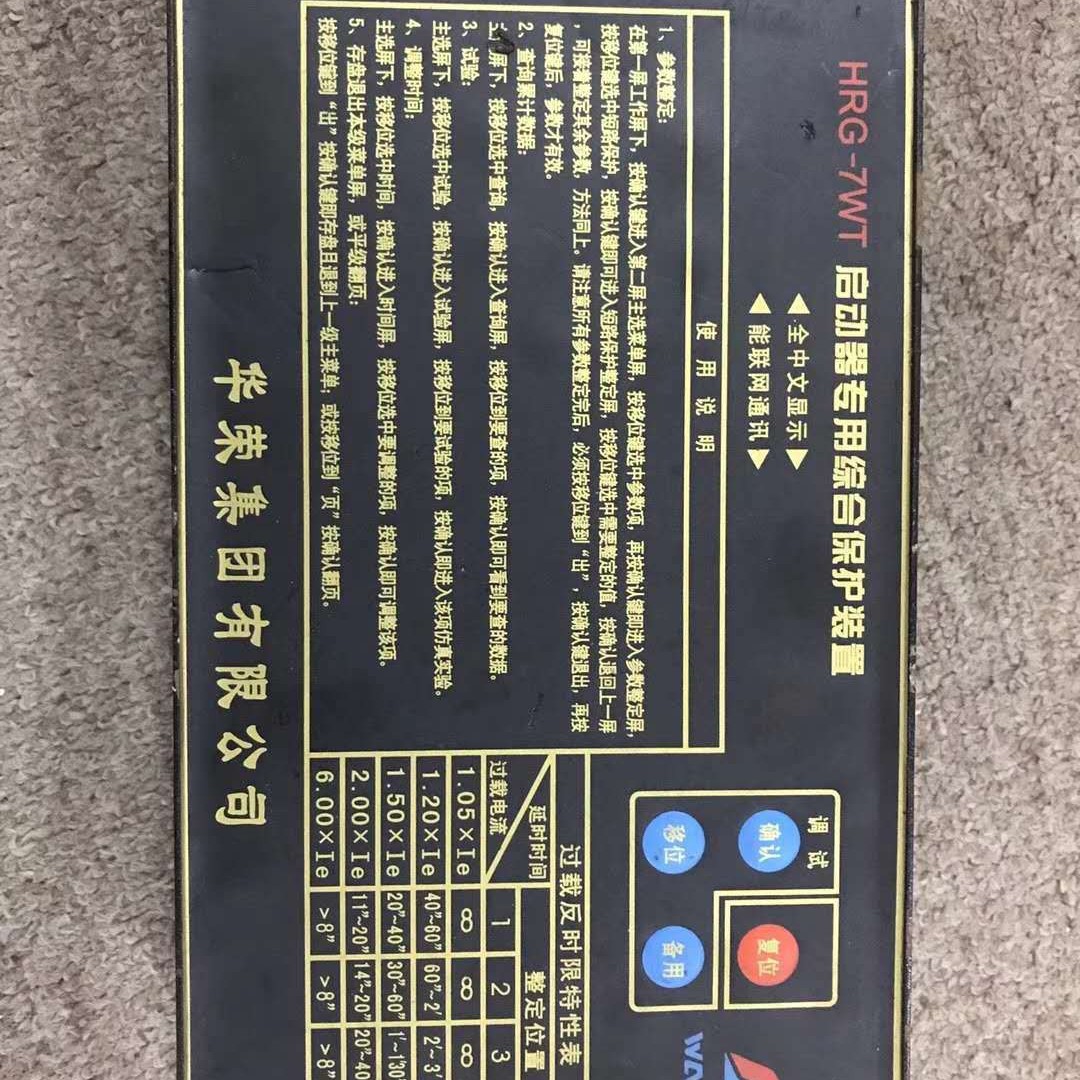 HRG-7WT 启动器专用综合保护装置
全中文显示
能联网通讯
使用说明
1、参数整定:
在第一屏工作屏下,按确认键进入第二屏主选菜单屏,按移位键选中参数项,再按确认键即进入参数整定屏,
按移位键选中短路保护,按确认键即可进入短路保护整定屏,按移位键选中需要整定的值,按确认退回上一屏
,可接着整定其余参数,方法同上。请注意所有参数整定完后,必须按移位键到“出”,按确认键退出,再按
复位键后,参数才有效。
2、查询累计数据:
屏下,按移位选中查询,按确认进入查询屏,按移位到要查的项,按确认即可看到要查的数据。
3、试验:
主选屏下,按移位选中试验,按确认进入试验屏,按移位到要试验的项,按确认即进入该项仿真实验。
4、调整时间:
主选屏下,按移位选中时间,按确认进入时间屏,按移位选中要调整的项,按确认即可调整该项。
5、存盘退出本级菜单屏,或平级翻页:
按移位键到“出”按确认键即存盘且退到上一级主菜单;或按移位到“页”按确认翻页。
华荣集团有限公司
调试
确认
复位
移位
备用
WA
过载反时限特性表
延时时间 整定位置
过载电流 1 2 3
1.05×Ie ∞ ∞ ∞
1.20×Ie 40"~60" 60"~2' 2'~3'
1.50×Ie 20"~40" 30"~60" 1'~1'30
2.00×Ie 11"~20" 14"~20" 20"~40
6.00×Ie >8" >8" >8"